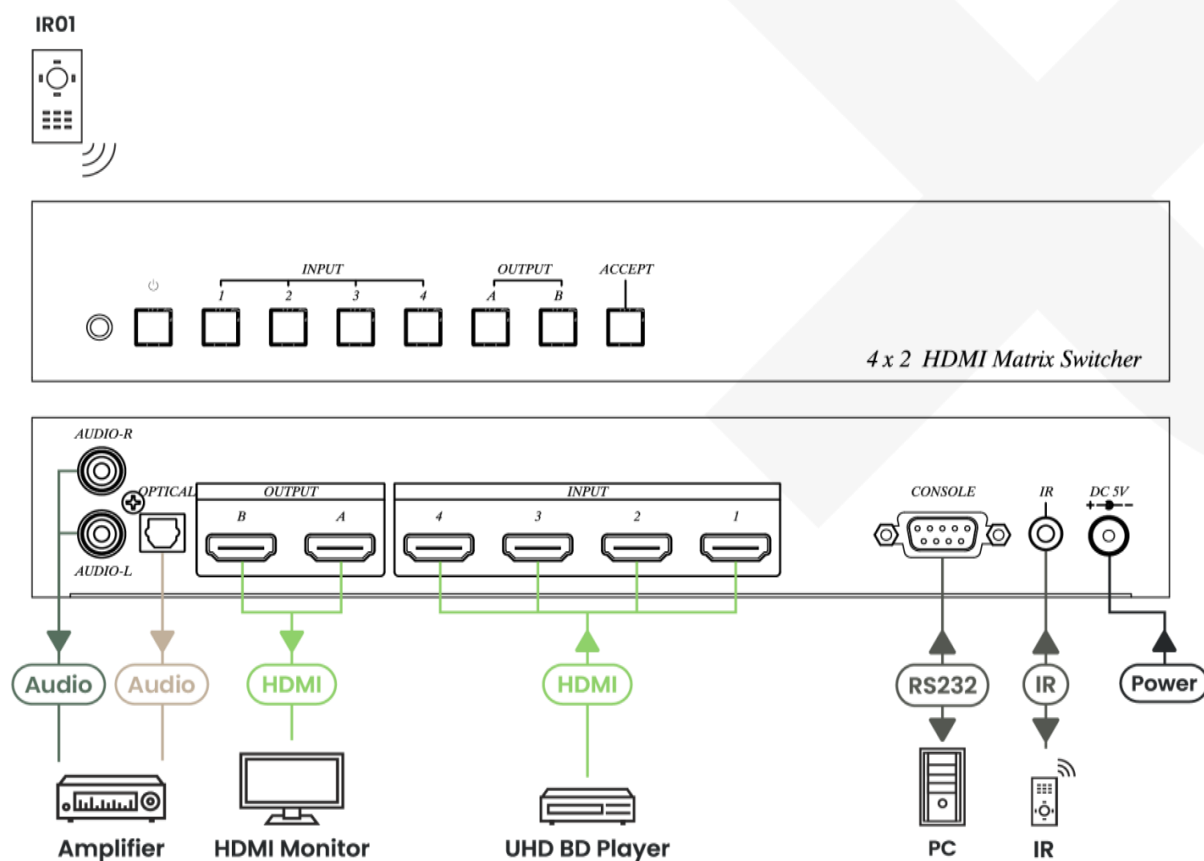 IR01
INPUT OUTPUT ACCEPT
1 2 3 4 A B
4 x 2 HDMI Matrix Switcher
AUDIO-R
OPTICAL OUTPUT INPUT CONSOLE IR DC 5V
+ -
B A 4 3 2 1
AUDIO-L
Audio Audio HDMI HDMI RS232 IR Power
Amplifier HDMI Monitor UHD BD Player PC IR